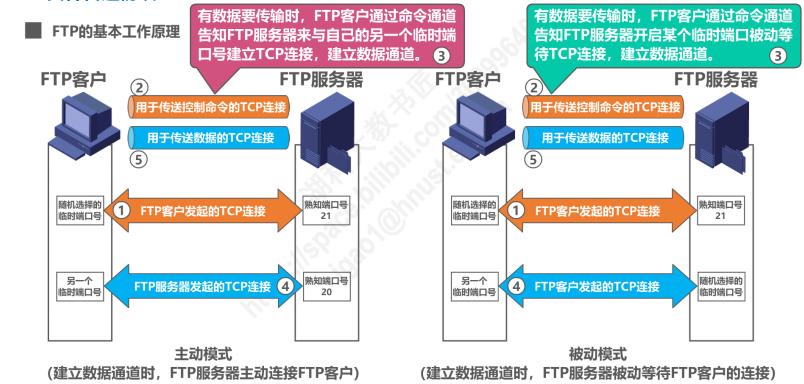 FTP的基本工作原理
有数据要传输时，FTP客户通过命令通道
告知FTP服务器来与自己的另一个临时端
口号建立TCP连接，建立数据通道。③
FTP客户
FTP服务器
②
用于传送控制命令的TCP连接
用于传送数据的TCP连接
⑤
随机选择的
临时端口号
① FTP客户发起的TCP连接
熟知端口号
21
另一个
临时端口号
FTP服务器发起的TCP连接 ④
熟知端口号
20
主动模式
(建立数据通道时，FTP服务器主动连接FTP客户)
有数据要传输时，FTP客户通过命令通道
告知FTP服务器开启某个临时端口被动等
待TCP连接，建立数据通道。 ③
FTP客户
FTP服务器
②
用于传送控制命令的TCP连接
用于传送数据的TCP连接
⑤
随机选择的
临时端口号
① FTP客户发起的TCP连接
熟知端口号
21
另一个
临时端口号
④ FTP客户发起的TCP连接
随机选择的
临时端口号
被动模式
(建立数据通道时，FTP服务器被动等待FTP客户的连接)